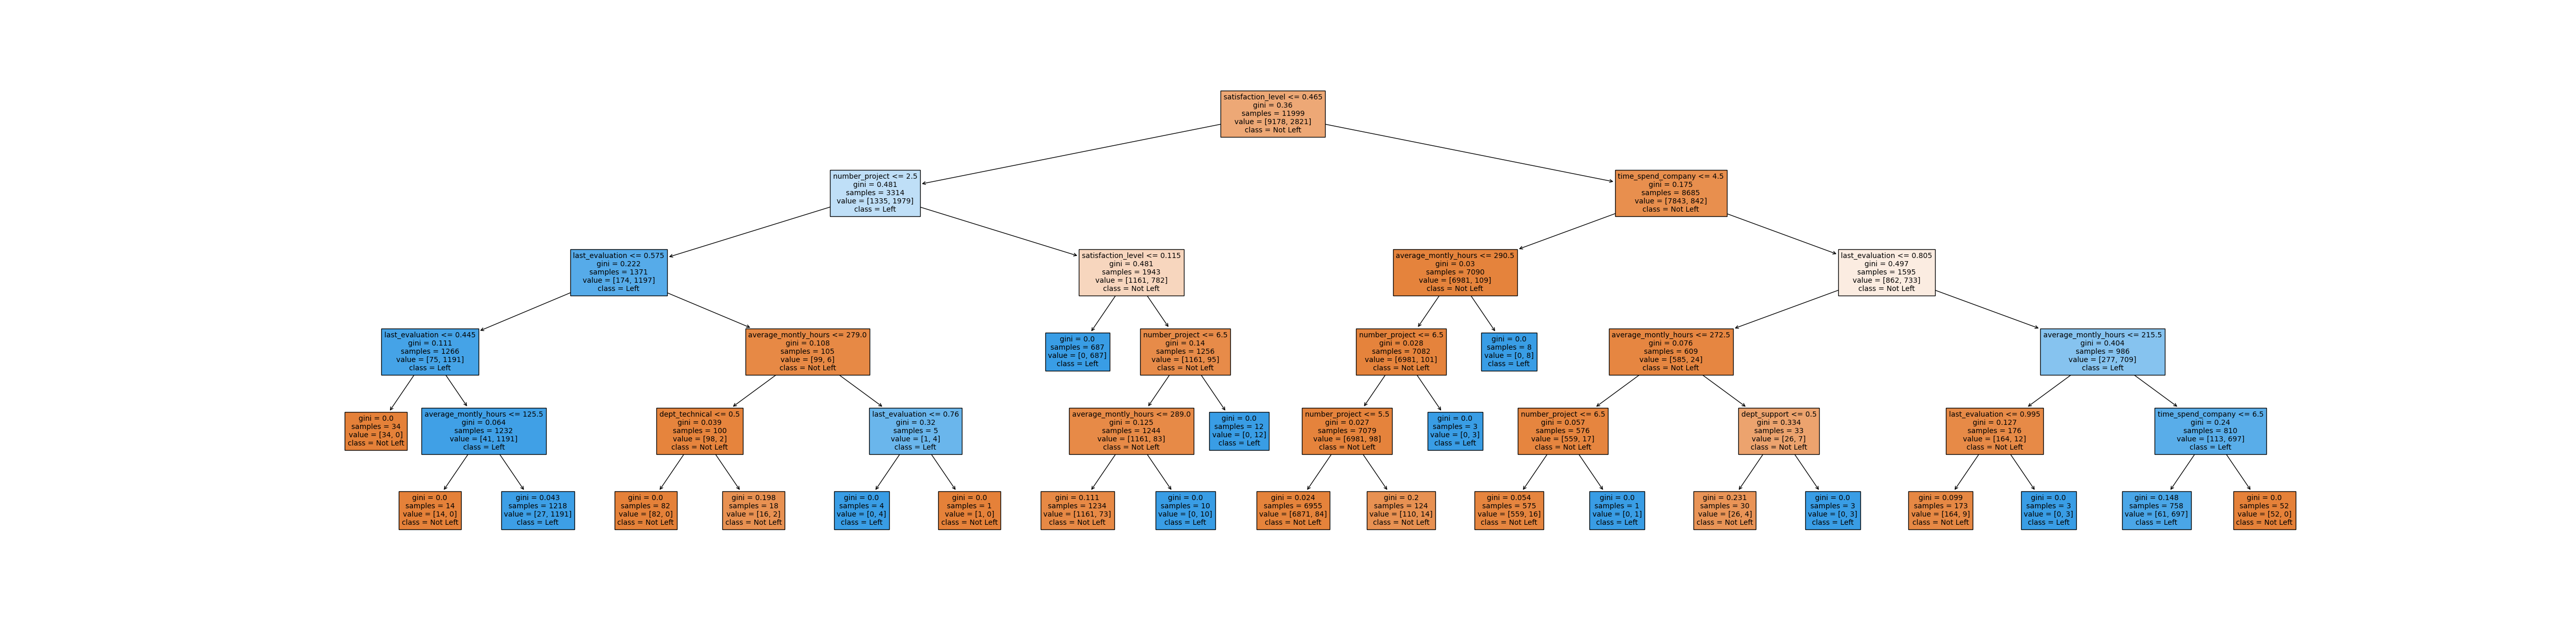 satisfaction_level <= 0.465
gini = 0.36
samples = 11999
value = [9178, 2821]
class = Not Left
number_project <= 2.5
gini = 0.481
samples = 3314
value = [1335, 1979]
class = Left
time_spend_company <= 4.5
gini = 0.175
samples = 8685
value = [7843, 842]
class = Not Left
last_evaluation <= 0.575
gini = 0.222
samples = 1371
value = [174, 1197]
class = Left
satisfaction_level <= 0.115
gini = 0.481
samples = 1943
value = [1161, 782]
class = Not Left
average_montly_hours <= 290.5
gini = 0.03
samples = 7090
value = [6981, 109]
class = Not Left
last_evaluation <= 0.805
gini = 0.497
samples = 1595
value = [862, 733]
class = Not Left
last_evaluation <= 0.445
gini = 0.111
samples = 1266
value = [75, 1191]
class = Left
average_montly_hours <= 279.0
gini = 0.108
samples = 105
value = [99, 6]
class = Not Left
gini = 0.0
samples = 687
value = [0, 687]
class = Left
number_project <= 6.5
gini = 0.14
samples = 1256
value = [1161, 95]
class = Not Left
number_project <= 6.5
gini = 0.028
samples = 7082
value = [6981, 101]
class = Not Left
gini = 0.0
samples = 8
value = [0, 8]
class = Left
average_montly_hours <= 272.5
gini = 0.076
samples = 609
value = [585, 24]
class = Not Left
average_montly_hours <= 215.5
gini = 0.404
samples = 986
value = [277, 709]
class = Left
gini = 0.0
samples = 34
value = [34, 0]
class = Not Left
average_montly_hours <= 125.5
gini = 0.064
samples = 1232
value = [41, 1191]
class = Left
dept_technical <= 0.5
gini = 0.039
samples = 100
value = [98, 2]
class = Not Left
last_evaluation <= 0.76
gini = 0.32
samples = 5
value = [1, 4]
class = Left
average_montly_hours <= 289.0
gini = 0.125
samples = 1244
value = [1161, 83]
class = Not Left
gini = 0.0
samples = 12
value = [0, 12]
class = Left
number_project <= 5.5
gini = 0.027
samples = 7079
value = [6981, 98]
class = Not Left
gini = 0.0
samples = 3
value = [0, 3]
class = Left
number_project <= 6.5
gini = 0.057
samples = 576
value = [559, 17]
class = Not Left
dept_support <= 0.5
gini = 0.334
samples = 33
value = [26, 7]
class = Not Left
last_evaluation <= 0.995
gini = 0.127
samples = 176
value = [164, 12]
class = Not Left
time_spend_company <= 6.5
gini = 0.24
samples = 810
value = [113, 697]
class = Left
gini = 0.0
samples = 14
value = [14, 0]
class = Not Left
gini = 0.043
samples = 1218
value = [27, 1191]
class = Left
gini = 0.0
samples = 82
value = [82, 0]
class = Not Left
gini = 0.198
samples = 18
value = [16, 2]
class = Not Left
gini = 0.0
samples = 4
value = [0, 4]
class = Left
gini = 0.0
samples = 1
value = [1, 0]
class = Not Left
gini = 0.111
samples = 1234
value = [1161, 73]
class = Not Left
gini = 0.0
samples = 10
value = [0, 10]
class = Left
gini = 0.024
samples = 6955
value = [6871, 84]
class = Not Left
gini = 0.2
samples = 124
value = [110, 14]
class = Not Left
gini = 0.054
samples = 575
value = [559, 16]
class = Not Left
gini = 0.0
samples = 1
value = [0, 1]
class = Left
gini = 0.231
samples = 30
value = [26, 4]
class = Not Left
gini = 0.0
samples = 3
value = [0, 3]
class = Left
gini = 0.099
samples = 173
value = [164, 9]
class = Not Left
gini = 0.0
samples = 3
value = [0, 3]
class = Left
gini = 0.148
samples = 758
value = [61, 697]
class = Left
gini = 0.0
samples = 52
value = [52, 0]
class = Not Left